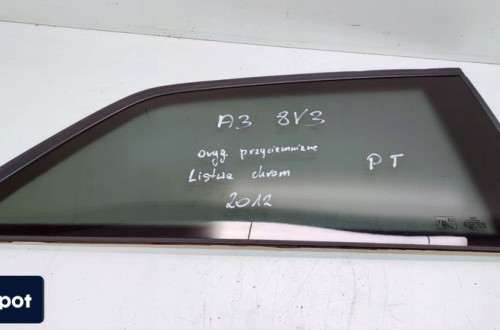 A3 8V3
oryg. przyciemniane
Listwa chrom
PT
2012
pot